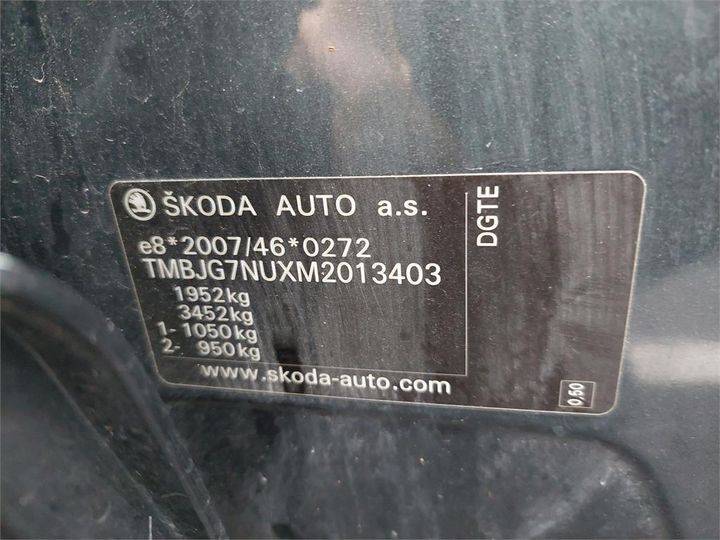 ŠKODA AUTO a.s.
e8*2007/46*0272
TMBJG7NUXM2013403
1952kg
3452kg
1- 1050kg
2- 950kg
www.skoda-auto.com
DGTE
0,50